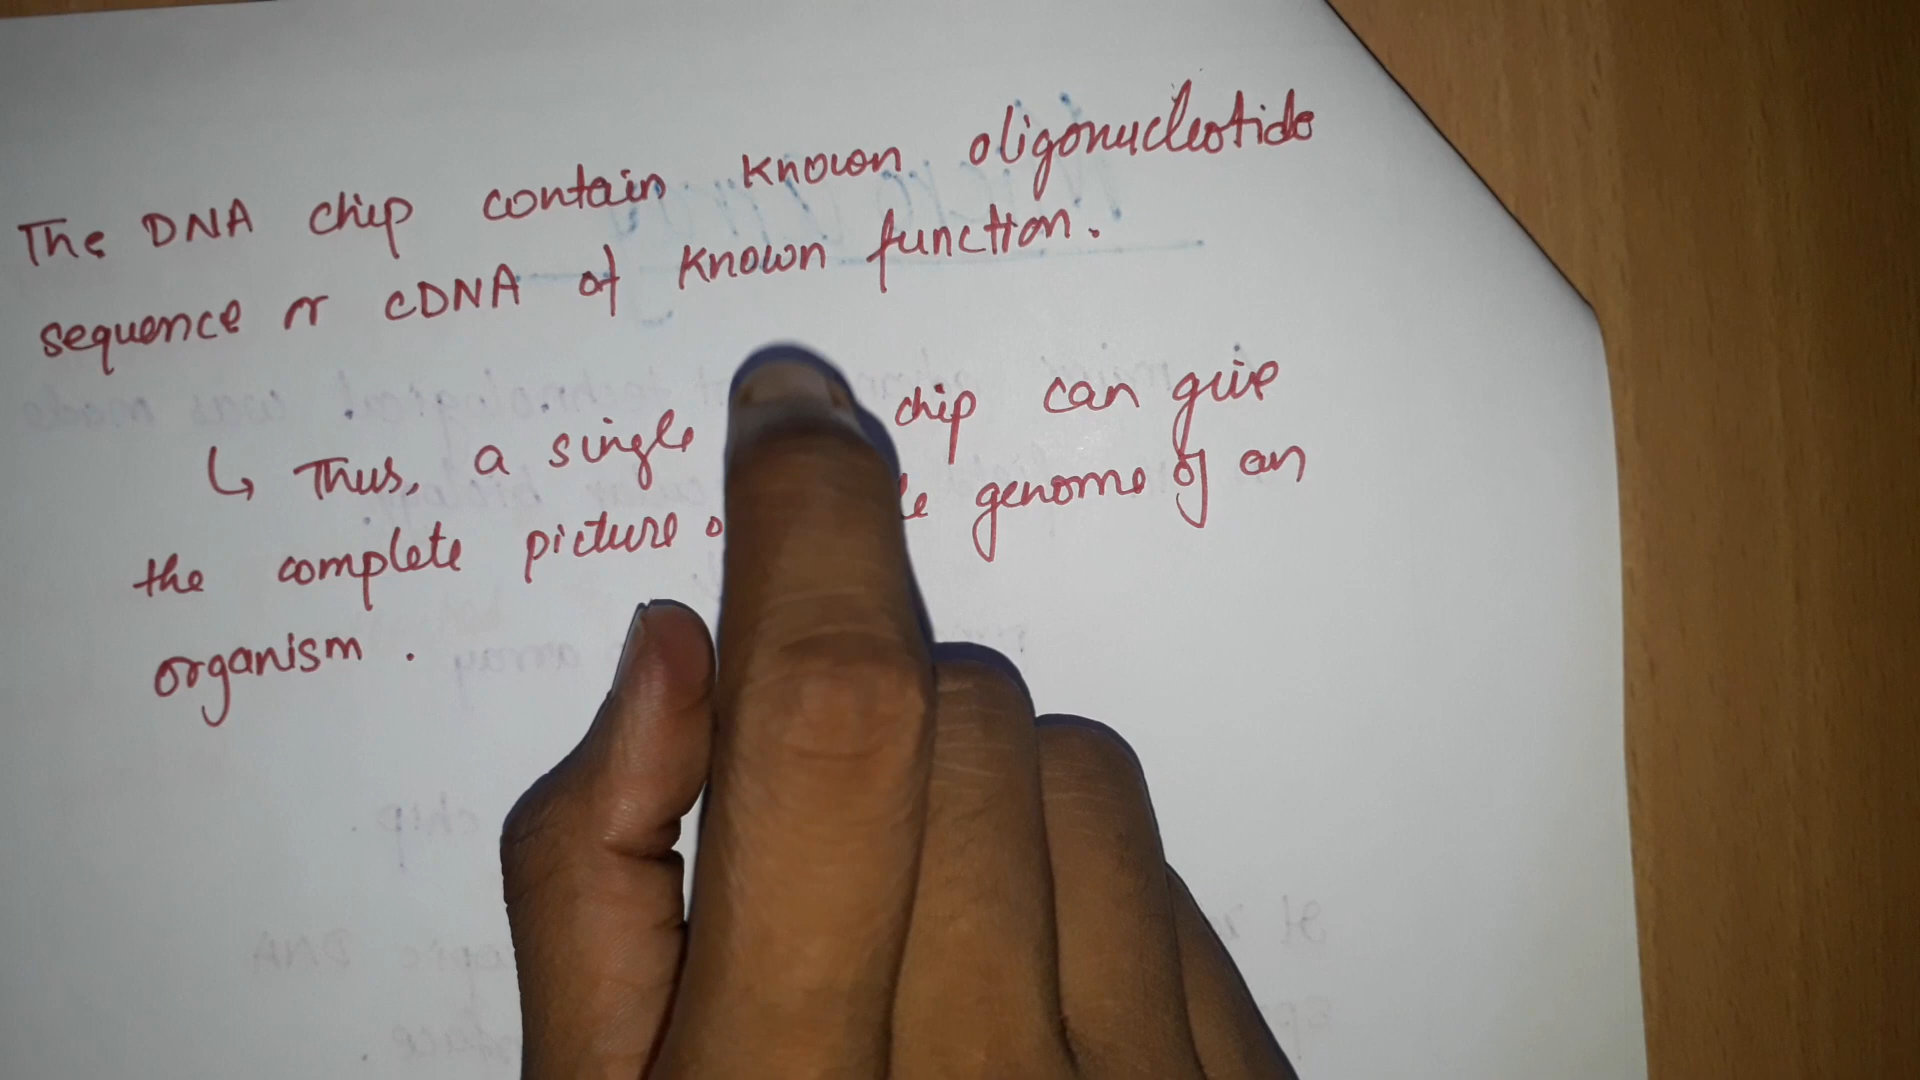 The DNA chip contain known oligonucleotide
sequence or cDNA of known function.
↳ Thus, a single chip can give
the complete picture genome of an
organism.